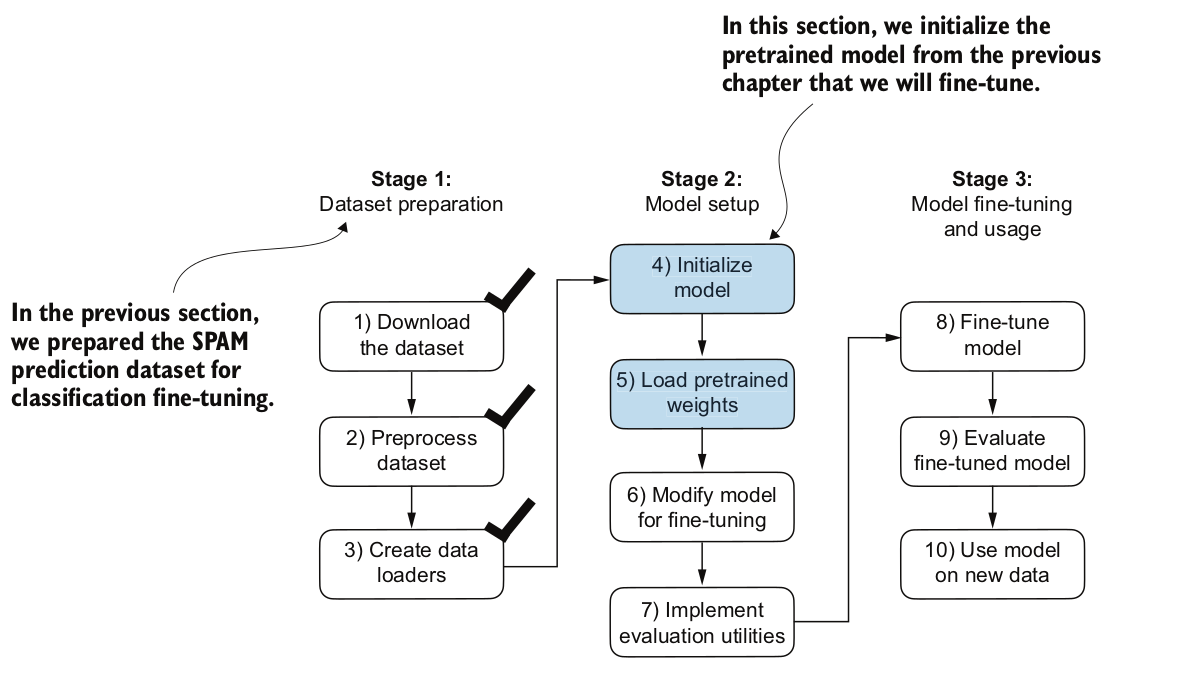 In this section, we initialize the
pretrained model from the previous
chapter that we will fine-tune.
Stage 1:
Dataset preparation
Stage 2:
Model setup
Stage 3:
Model fine-tuning
and usage
In the previous section,
we prepared the SPAM
prediction dataset for
classification fine-tuning.
1) Download
the dataset
2) Preprocess
dataset
3) Create data
loaders
4) Initialize
model
5) Load pretrained
weights
6) Modify model
for fine-tuning
7) Implement
evaluation utilities
8) Fine-tune
model
9) Evaluate
fine-tuned model
10) Use model
on new data